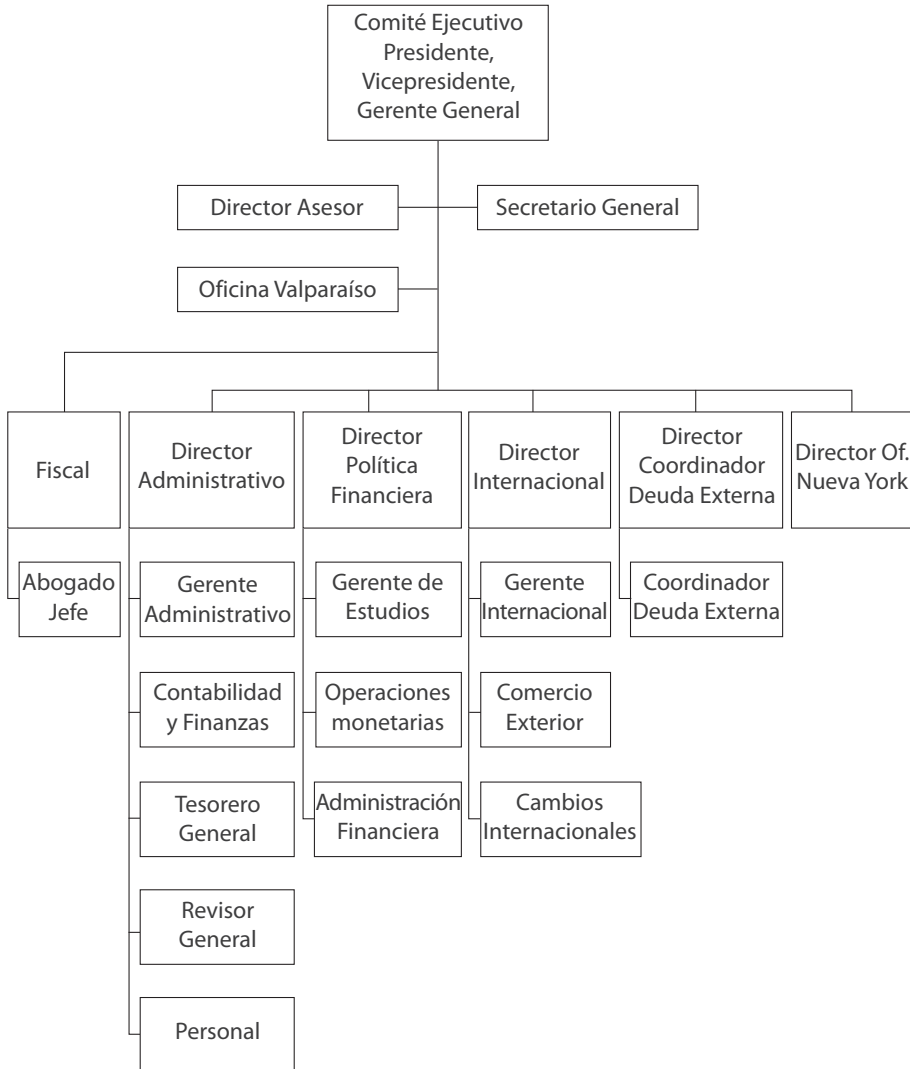 Comité Ejecutivo
Presidente,
Vicepresidente,
Gerente General
Director Asesor
Secretario General
Oficina Valparaíso
Fiscal
Director
Administrativo
Director
Política
Financiera
Director
Internacional
Director
Coordinador
Deuda Externa
Director Of.
Nueva York
Abogado
Jefe
Gerente
Administrativo
Gerente de
Estudios
Gerente
Internacional
Coordinador
Deuda Externa
Contabilidad
y Finanzas
Operaciones
monetarias
Comercio
Exterior
Tesorero
General
Administración
Financiera
Cambios
Internacionales
Revisor
General
Personal